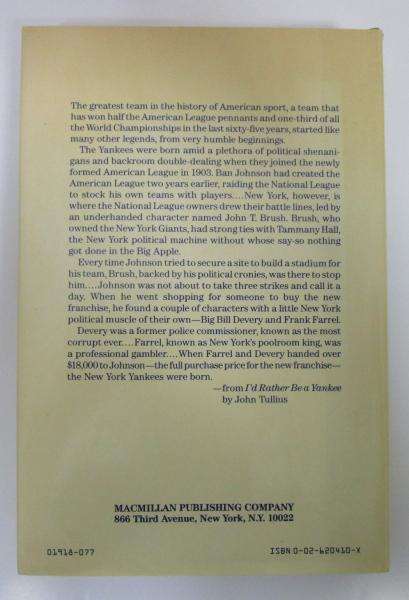 The greatest team in the history of American sport, a team that
has won half the American League pennants and one-third of all
the World Championships in the last sixty-five years, started like
many other legends, from very humble beginnings.
The Yankees were born amid a plethora of political shenani-
gans and backroom double-dealing when they joined the newly
formed American League in 1903. Ban Johnson had created the
American League two years earlier, raiding the National League
to stock his own teams with players....New York, however, is
where the National League owners drew their battle lines, led by
an underhanded character named John T. Brush. Brush, who
owned the New York Giants, had strong ties with Tammany Hall,
the New York political machine without whose say-so nothing
got done in the Big Apple.
Every time Johnson tried to secure a site to build a stadium for
his team, Brush, backed by his political cronies, was there to stop
him....Johnson was not about to take three strikes and call it a
day. When he went shopping for someone to buy the new
franchise, he found a couple of characters with a little New York
political muscle of their own—Big Bill Devery and Frank Farrel.
Devery was a former police commissioner, known as the most
corrupt ever....Farrel, known as New York's poolroom king, was
a professional gambler....When Farrel and Devery handed over
$18,000 to Johnson—the full purchase price for the new franchise—
the New York Yankees were born.
—from I'd Rather Be a Yankee
by John Tullius
MACMILLAN PUBLISHING COMPANY
866 Third Avenue, New York, N.Y. 10022
01918-077
ISBN 0-02-620410-X